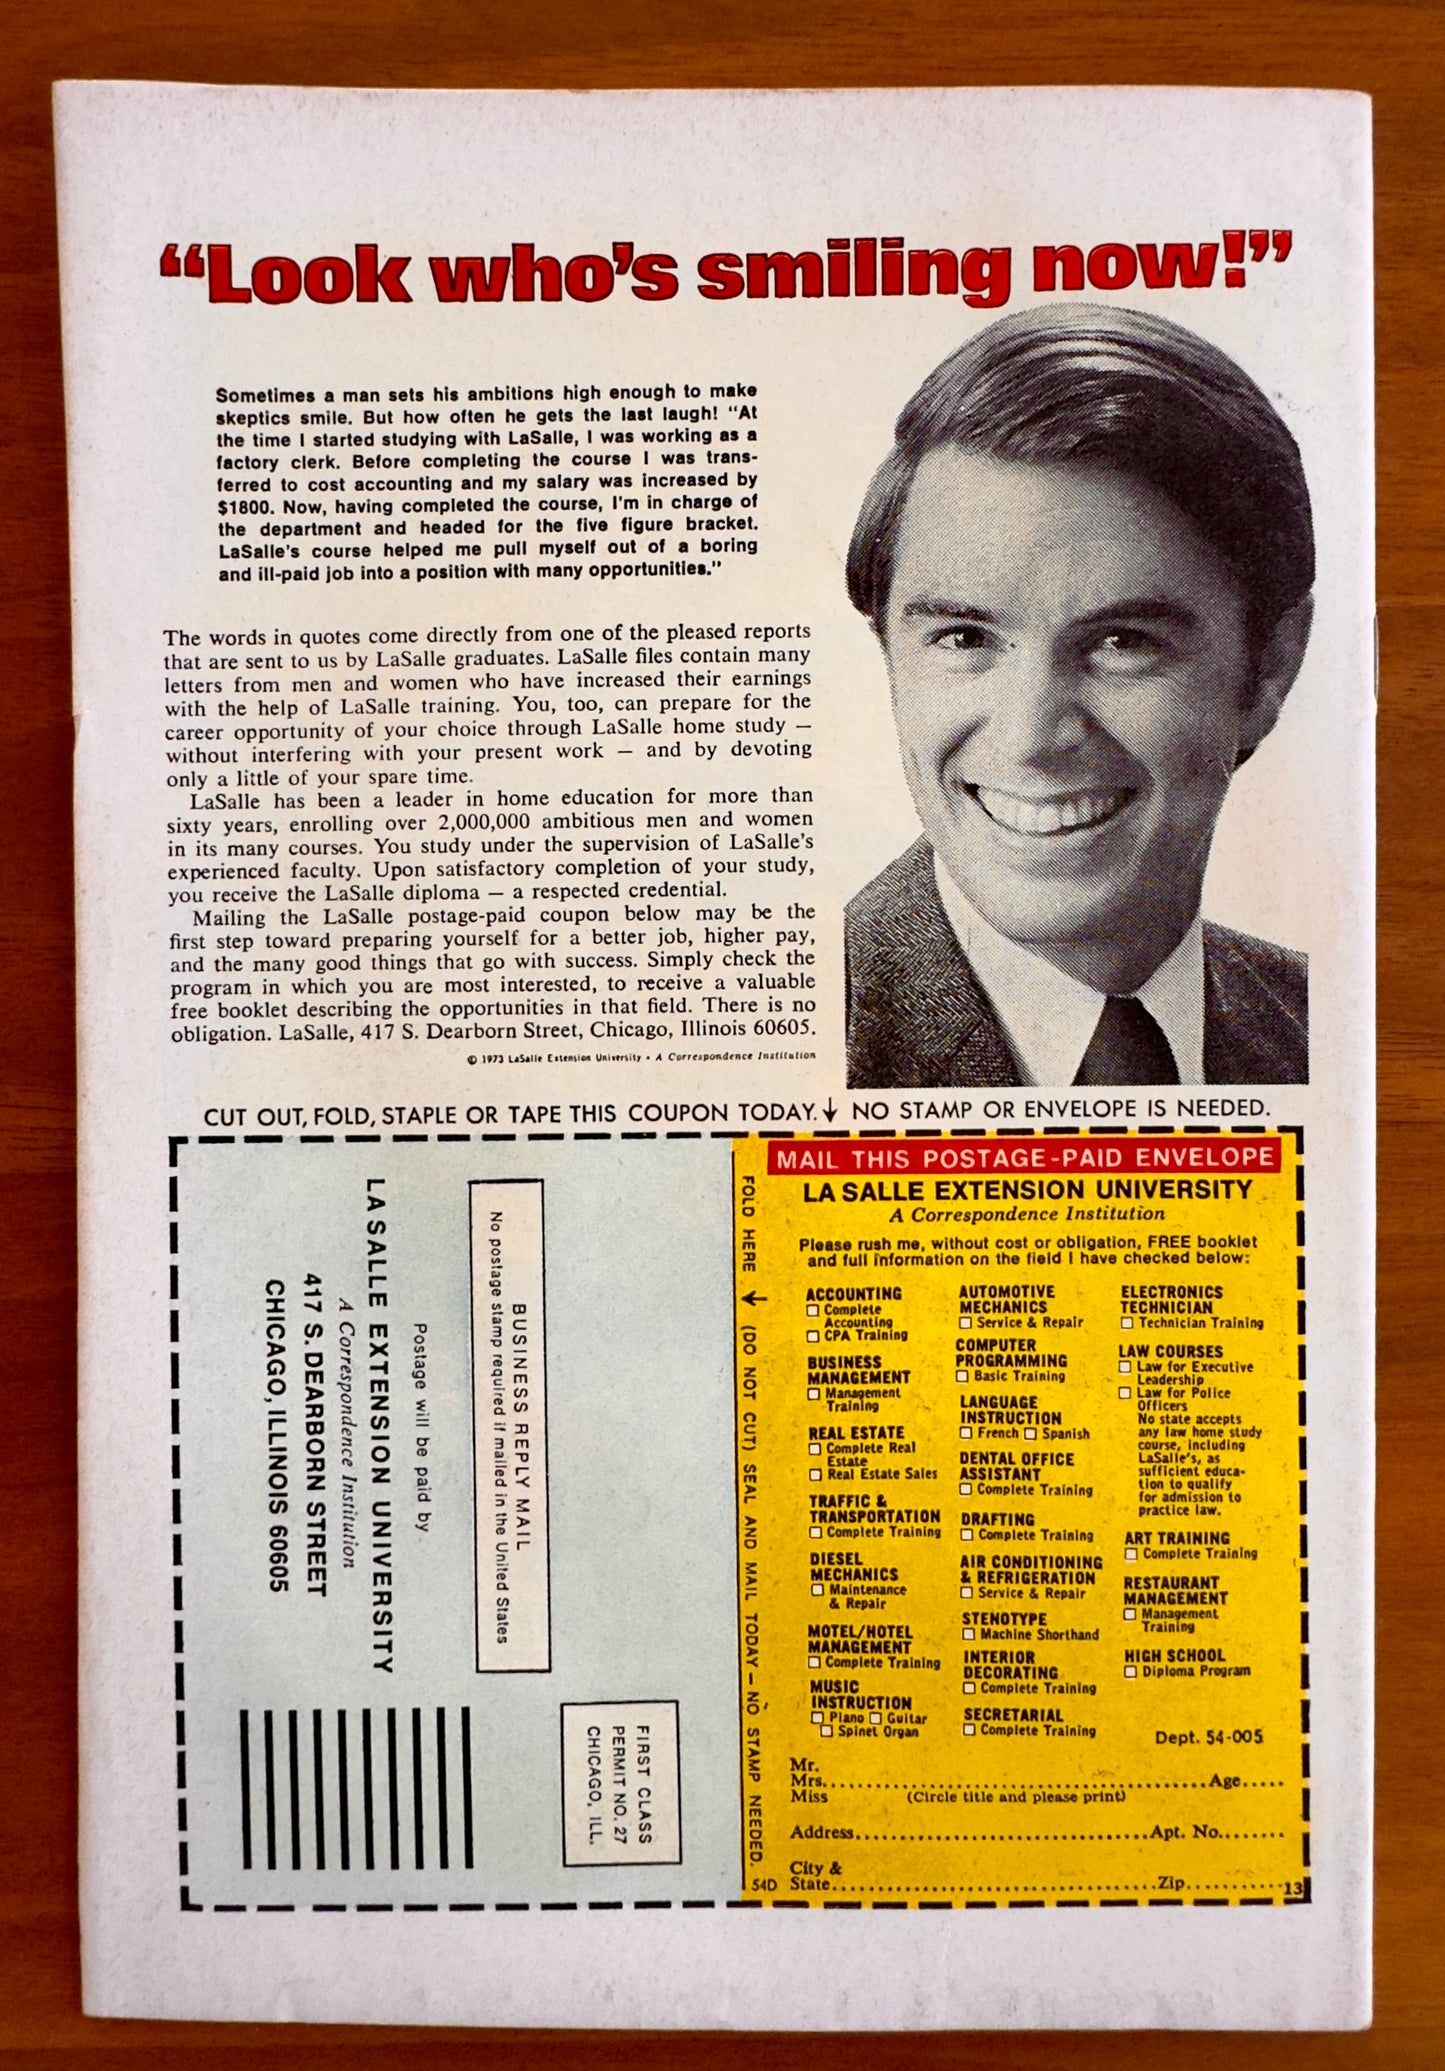 “Look who’s smiling now!”
Sometimes a man sets his ambitions high enough to make
skeptics smile. But how often he gets the last laugh! “At
the time I started studying with LaSalle, I was working as a
factory clerk. Before completing the course I was trans-
ferred to cost accounting and my salary was increased by
$1800. Now, having completed the course, I'm in charge of
the department and headed for the five figure bracket.
LaSalle's course helped me pull myself out of a boring
and ill-paid job into a position with many opportunities.”
The words in quotes come directly from one of the pleased reports
that are sent to us by LaSalle graduates. LaSalle files contain many
letters from men and women who have increased their earnings
with the help of LaSalle training. You, too, can prepare for the
career opportunity of your choice through LaSalle home study —
without interfering with your present work — and by devoting
only a little of your spare time.
LaSalle has been a leader in home education for more than
sixty years, enrolling over 2,000,000 ambitious men and women
in its many courses. You study under the supervision of LaSalle's
experienced faculty. Upon satisfactory completion of your study,
you receive the LaSalle diploma — a respected credential.
Mailing the LaSalle postage-paid coupon below may be the
first step toward preparing yourself for a better job, higher pay,
and the many good things that go with success. Simply check the
program in which you are most interested, to receive a valuable
free booklet describing the opportunities in that field. There is no
obligation. LaSalle, 417 S. Dearborn Street, Chicago, Illinois 60605.
© 1973 LaSalle Extension University • A Correspondence Institution
CUT OUT, FOLD, STAPLE OR TAPE THIS COUPON TODAY. ↓ NO STAMP OR ENVELOPE IS NEEDED.
BUSINESS REPLY MAIL
No postage stamp required if mailed in the United States
Postage will be paid by
LA SALLE EXTENSION UNIVERSITY
A Correspondence Institution
417 S. DEARBORN STREET
CHICAGO, ILLINOIS 60605
FIRST CLASS
PERMIT NO. 27
CHICAGO, ILL.
FOLD HERE → (DO NOT CUT) SEAL AND MAIL TODAY — NO STAMP NEEDED.
54D
MAIL THIS POSTAGE-PAID ENVELOPE
LA SALLE EXTENSION UNIVERSITY
A Correspondence Institution
Please rush me, without cost or obligation, FREE booklet
and full information on the field I have checked below:
ACCOUNTING
☐ Complete
Accounting
☐ CPA Training
BUSINESS
MANAGEMENT
☐ Management
Training
REAL ESTATE
☐ Complete Real
Estate
☐ Real Estate Sales
TRAFFIC &
TRANSPORTATION
☐ Complete Training
DIESEL
MECHANICS
☐ Maintenance
& Repair
MOTEL/HOTEL
MANAGEMENT
☐ Complete Training
MUSIC
INSTRUCTION
☐ Piano ☐ Guitar
☐ Spinet Organ
AUTOMOTIVE
MECHANICS
☐ Service & Repair
COMPUTER
PROGRAMMING
☐ Basic Training
LANGUAGE
INSTRUCTION
☐ French ☐ Spanish
DENTAL OFFICE
ASSISTANT
☐ Complete Training
DRAFTING
☐ Complete Training
AIR CONDITIONING
& REFRIGERATION
☐ Service & Repair
STENOTYPE
☐ Machine Shorthand
INTERIOR
DECORATING
☐ Complete Training
SECRETARIAL
☐ Complete Training
ELECTRONICS
TECHNICIAN
☐ Technician Training
LAW COURSES
☐ Law for Executive
Leadership
☐ Law for Police
Officers
No state accepts
any law home study
course, including
LaSalle's, as
sufficient educa-
tion to qualify
for admission to
practice law.
ART TRAINING
☐ Complete Training
RESTAURANT
MANAGEMENT
☐ Management
Training
HIGH SCHOOL
☐ Diploma Program
Dept. 54-005
Mr.
Mrs. Age
Miss (Circle title and please print)
Address Apt. No.
City &
State Zip 13